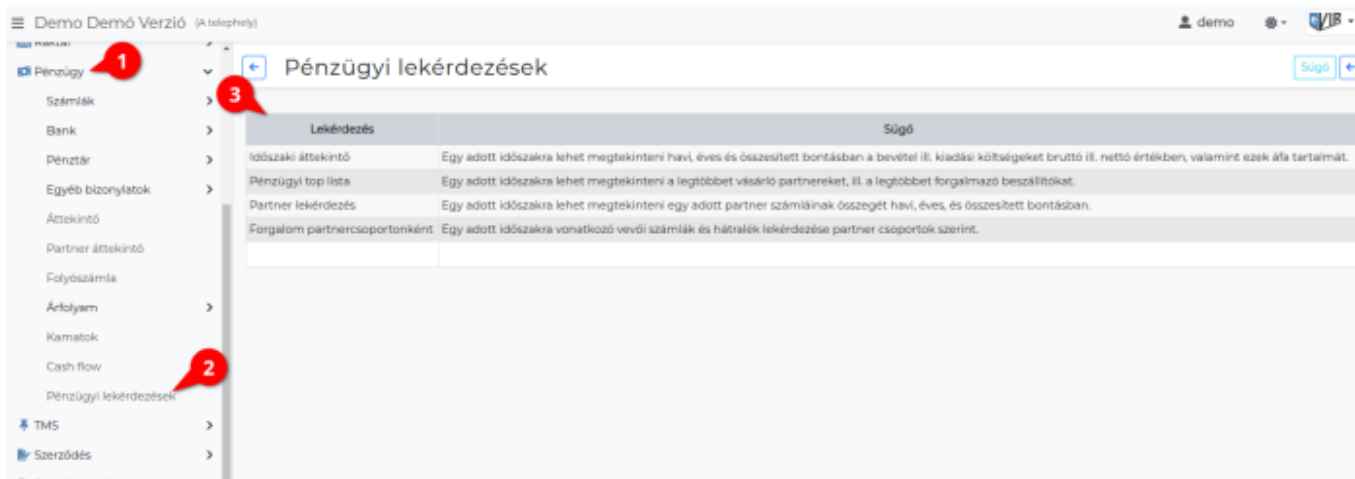 Demo Demó Verzió (A telephely)
demo
Raktár
Pénzügy
1
Számlák
Bank
Pénztár
Egyéb bizonylatok
Áttekintő
Partner áttekintő
Folyószámla
Árfolyam
Kamatok
Cash flow
Pénzügyi lekérdezések
2
TMS
Szerződés
Pénzügyi lekérdezések
Súgó
3
Lekérdezés Súgó
Időszaki áttekintő Egy adott időszakra lehet megtekinteni havi, éves és összesített bontásban a bevétel ill. kiadási költségeket bruttó ill. nettó értékben, valamint ezek áfa tartalmát.
Pénzügyi top lista Egy adott időszakra lehet megtekinteni a legtöbbet vásárló partnereket, ill. a legtöbbet forgalmazó beszállítókat.
Partner lekérdezés Egy adott időszakra lehet megtekinteni egy adott partner számláinak összegét havi, éves, és összesített bontásban.
Forgalom partnercsoportonként Egy adott időszakra vonatkozó vevői számlák és hátralék lekérdezése partner csoportok szerint.